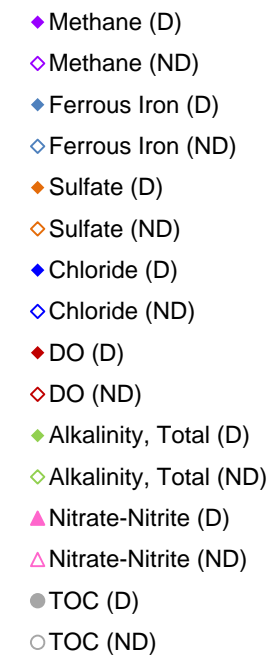 Methane (D)
Methane (ND)
Ferrous Iron (D)
Ferrous Iron (ND)
Sulfate (D)
Sulfate (ND)
Chloride (D)
Chloride (ND)
DO (D)
DO (ND)
Alkalinity, Total (D)
Alkalinity, Total (ND)
Nitrate-Nitrite (D)
Nitrate-Nitrite (ND)
TOC (D)
TOC (ND)